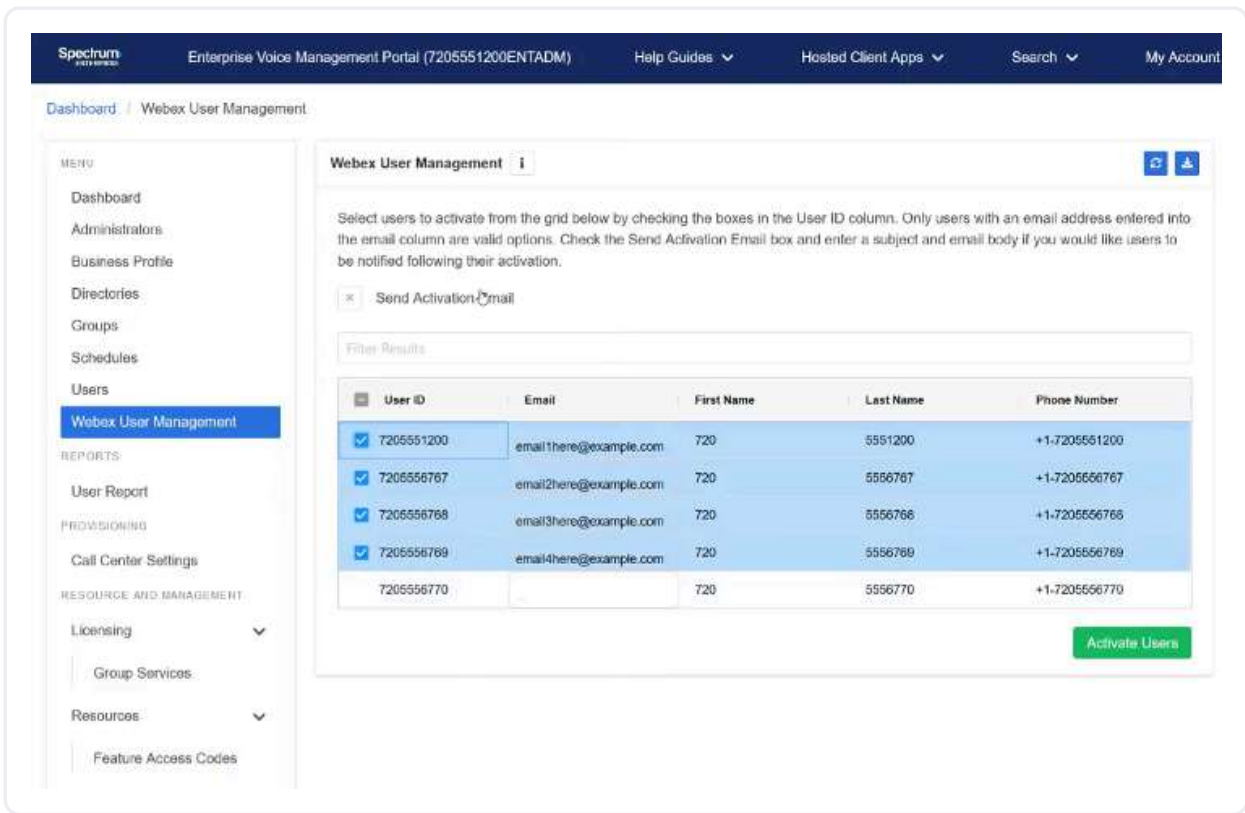 Spectrum
ENTERPRISE
Enterprise Voice Management Portal (7205551200ENTADM)
Help Guides
Hosted Client Apps
Search
My Account
Dashboard / Webex User Management
MENU
Dashboard
Administrators
Business Profile
Directories
Groups
Schedules
Users
Webex User Management
REPORTS
User Report
PROVISIONING
Call Center Settings
RESOURCE AND MANAGEMENT
Licensing
Group Services
Resources
Feature Access Codes
Webex User Management i
Select users to activate from the grid below by checking the boxes in the User ID column. Only users with an email address entered into
the email column are valid options. Check the Send Activation Email box and enter a subject and email body if you would like users to
be notified following their activation.
Send Activation Email
Filter Results
User ID Email First Name Last Name Phone Number
7205551200 email1here@example.com 720 5551200 +1-7205551200
7205556767 email2here@example.com 720 5556767 +1-7205556767
7205556768 email3here@example.com 720 5556768 +1-7205556768
7205556769 email4here@example.com 720 5556769 +1-7205556769
7205556770 720 5556770 +1-7205556770
Activate Users